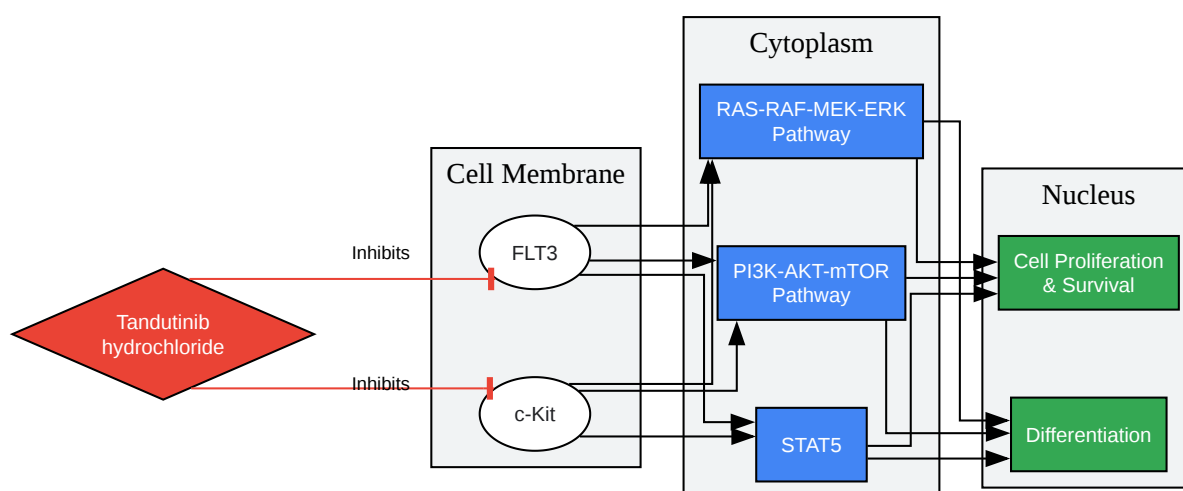 Cytoplasm
RAS-RAF-MEK-ERK
Pathway
Cell Membrane
Nucleus
FLT3
Inhibits
PI3K-AKT-mTOR
Pathway
Cell Proliferation
& Survival
Tandutinib
hydrochloride
Inhibits
c-Kit
STAT5
Differentiation